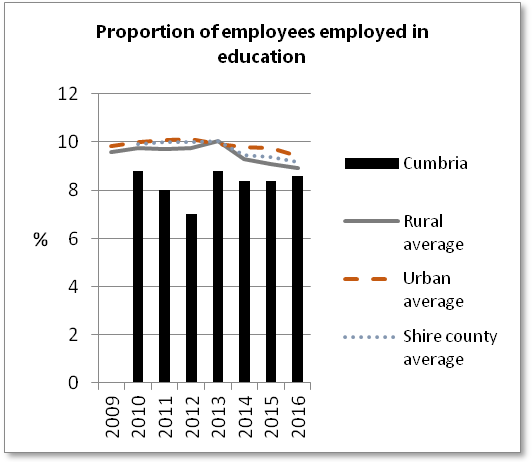 Proportion of employees employed in
education
12
10
8
6
4
2
0
%
2009
2010
2011
2012
2013
2014
2015
2016
Cumbria
Rural
average
Urban
average
Shire county
average